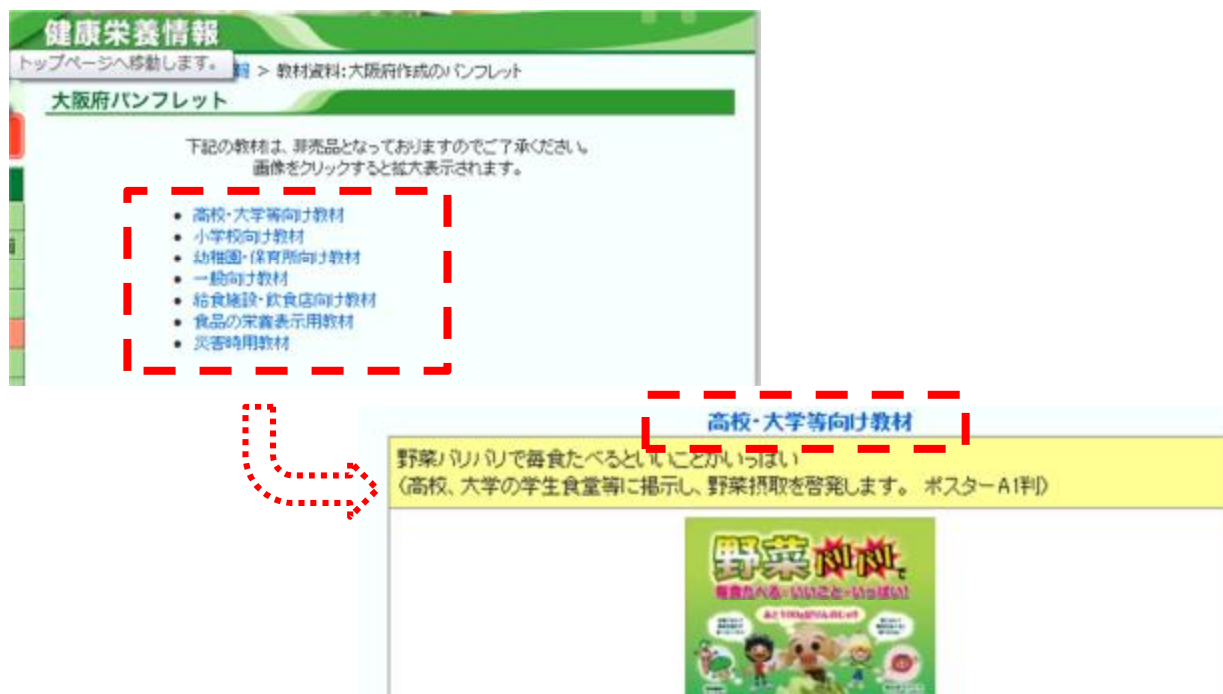 健康栄養情報
トップページへ移動します。
> 教材資料:大阪府作成のパンフレット
大阪府パンフレット
下記の教材は、非売品となっておりますのでご了承ください。
画像をクリックすると拡大表示されます。
• 高校・大学等向け教材
• 小学校向け教材
• 幼稚園・保育所向け教材
• 一般向け教材
• 給食施設・飲食店向け教材
• 食品の栄養表示用教材
• 災害時用教材
高校・大学等向け教材
野菜バリバリで毎食たべるといいことがいっぱい
(高校、大学の学生食堂等に掲示し、野菜摂取を啓発します。 ポスターA1判)
野菜バリバリで
毎食たべる・いいこと・いっぱい!